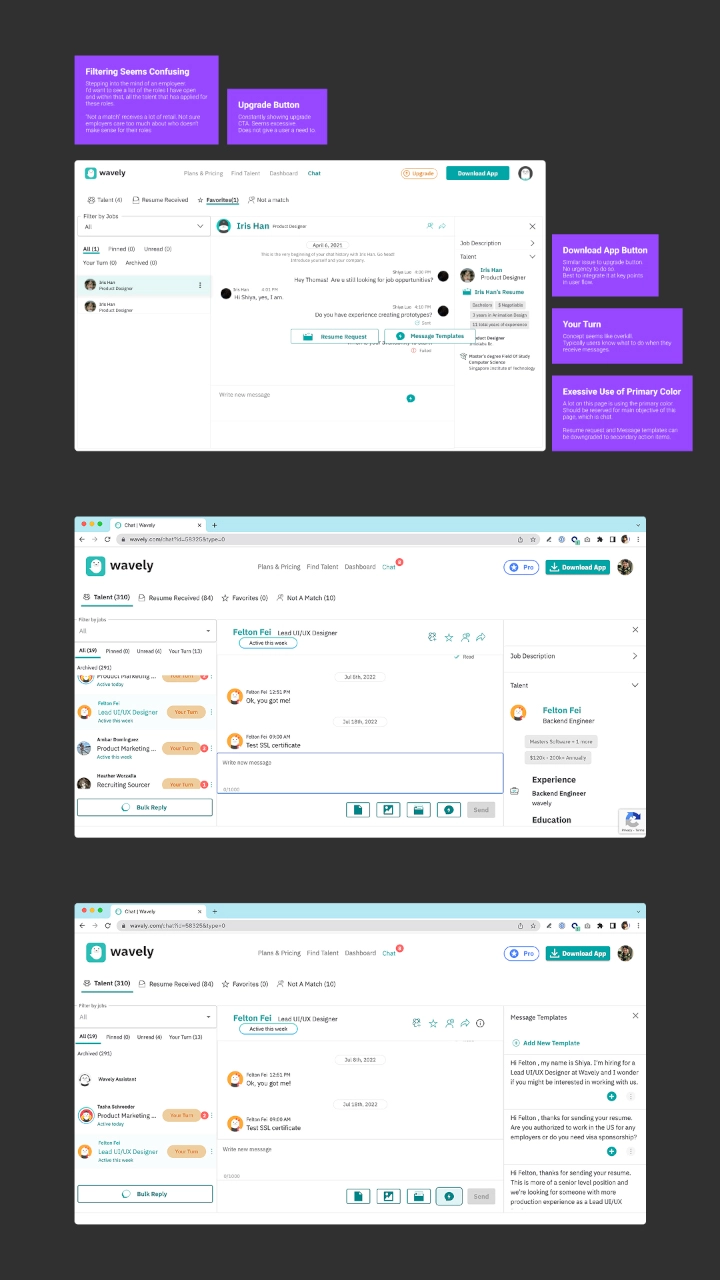 Filtering Seems Confusing
Stepping into the mind of an employer.
I'd want to see a list of the roles I have open
and within that, all the talent that has applied for
these roles.
'Not a match' receives a lot of retail. Not sure
employers care too much about who doesn't
make sense for their roles
Upgrade Button
Constantly showing upgrade
CTA. Seems excessive.
Does not give a user a need to.
wavely
Plans & Pricing Find Talent Dashboard Chat
Upgrade
Download App
Talent (4) Resume Received Favorites(1) Not a match
Filter by Jobs
All
All (1) Pinned (0) Unread (0)
Your Turn (0) Archived (0)
Iris Han
Product Designer
Iris Han
Product Designer
Iris Han Product Designer
April 6, 2021
This is the very beginning of your chat history with Iris Han. Go head!
Introduce yourself and your company.
Shiya Luo 4:00 PM
Hey Thomas! Are a still looking for job opportunities?
Iris Han 4:01 PM
Hi Shiya, yes, I am.
Shiya Luo 4:10 PM
Do you have experience creating prototypes?
Sent
Resume Request
Message Templates
Failed
Write new message
Job Description
Talent
Iris Han
Product Designer
Iris Han's Resume
Bachelors $ Negotiable
3 years in Animation Design
13 total years of experience
Product Designer
Master's degree Field Of Study
Computer Science
Singapore Institute of Technology
Download App Button
Similar issue to upgrade button
No urgency to do so.
Best to integrate it at key points
in user flow.
Your Turn
Concept seems like overkill.
Typically users know what to do when they
receive messages.
Exessive Use of Primary Color
A lot on this page is using the primary color.
Should be reserved for main objective of this
page, which is chat.
Resume request and Message templates can
be downgraded to secondary action items.
Chat | Wavely
wavely.com/chat?id=58325&type=0
wavely
Plans & Pricing Find Talent Dashboard Chat
Pro
Download App
Talent (310) Resume Received (84) Favorites (0) Not A Match (10)
Filter by jobs
All
All (19) Pinned (0) Unread (4) Your Turn (13)
Archived (291)
Product Marketing ...
Your Turn
Active today
Felton Fei
Lead UI/UX Designer
Your Turn
Active this week
Amber Dominguez
Product Marketing ...
Your Turn
Active this week
Heather Worzalla
Recruiting Sourcer
Your Turn
Bulk Reply
Felton Fei Lead UI/UX Designer
Active this week
Read
Jul 8th, 2022
Felton Fei 12:51 PM
Ok, you got me!
Jul 18th, 2022
Felton Fei 09:00 AM
Test SSL certificate
Write new message
0/1000
Send
Job Description
Talent
Felton Fei
Backend Engineer
Masters Software + 1 more
$120k - 200k+ Annually
Experience
Backend Engineer
wavely
Education
Privacy - Terms
Chat | Wavely
wavely.com/chat?id=58325&type=0
wavely
Plans & Pricing Find Talent Dashboard Chat
Pro
Download App
Talent (310) Resume Received (84) Favorites (0) Not A Match (10)
Filter by jobs
All
All (19) Pinned (0) Unread (4) Your Turn (13)
Archived (291)
Wavely Assistant
Tasha Schroeder
Product Marketing ...
Your Turn
Active today
Felton Fei
Lead UI/UX Designer
Your Turn
Active this week
Bulk Reply
Felton Fei Lead UI/UX Designer
Active this week
Jul 8th, 2022
Felton Fei 12:51 PM
Ok, you got me!
Jul 18th, 2022
Felton Fei 09:00 AM
Test SSL certificate
Write new message
0/1000
Send
Message Templates
Add New Template
Hi Felton , my name is Shiya. I'm hiring for a
Lead UI/UX Designer at Wavely and I wonder
if you might be interested in working with us.
Hi Felton , thanks for sending your resume.
Are you authorized to work in the US for any
employers or do you need visa sponsorship?
Hi Felton, thanks for sending your resume.
This is more of a senior level position and
we're looking for someone with more
production experience as a Lead UI/UX